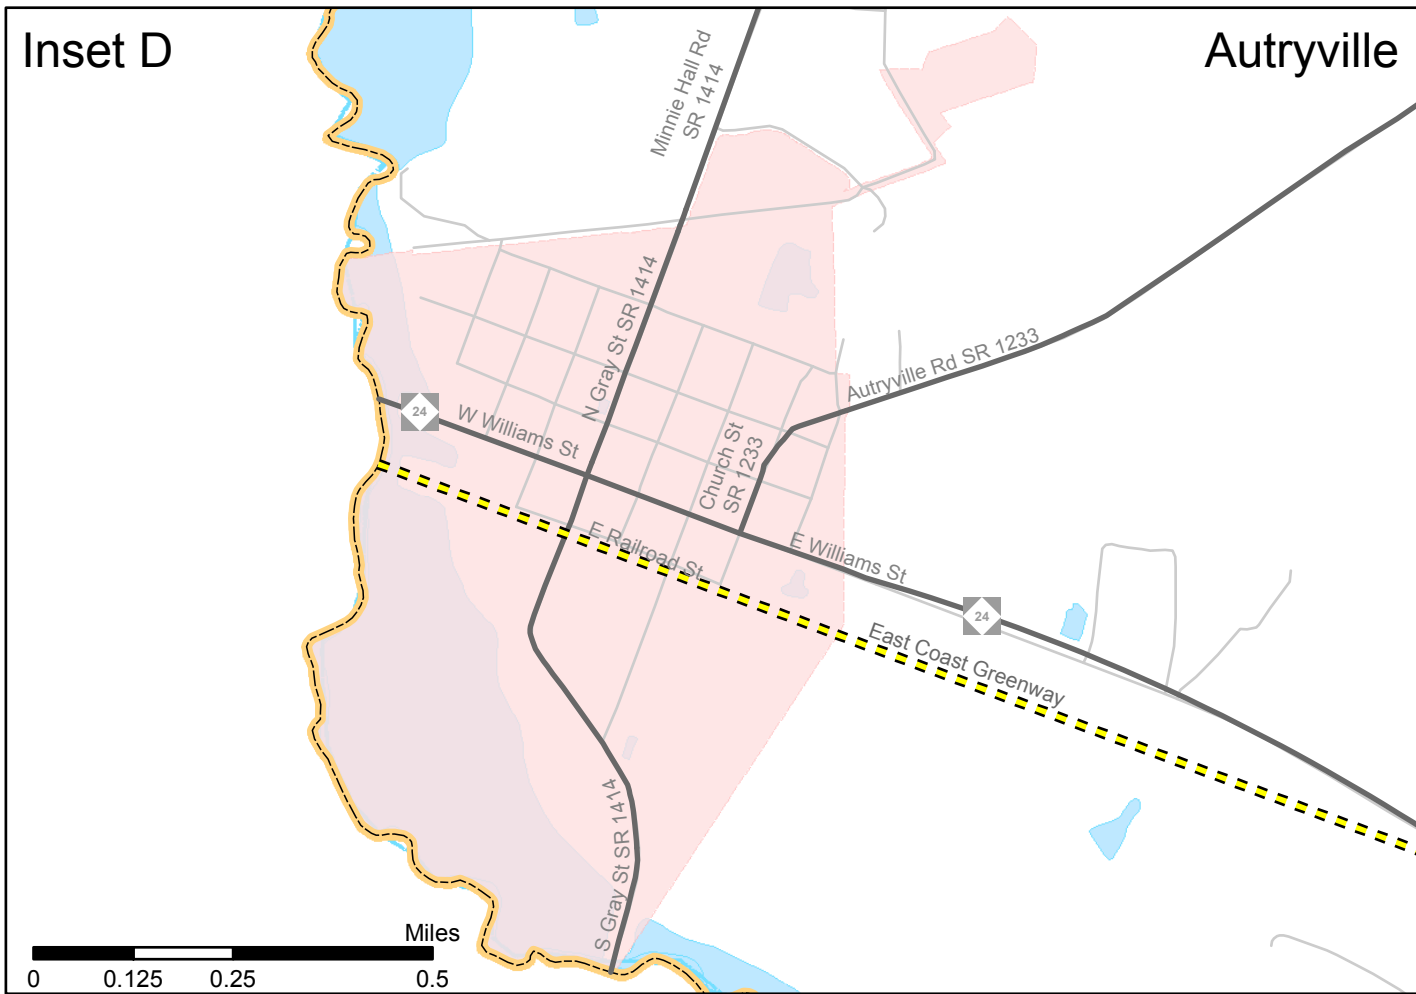 Inset D
Autryville
Minnie Hall Rd
SR 1414
N Gray St SR 1414
Autryville Rd SR 1233
24
W Williams St
Church St
SR 1233
E Railroad St
E Williams St
24
East Coast Greenway
S Gray St SR 1414
Miles
0 0.125 0.25 0.5